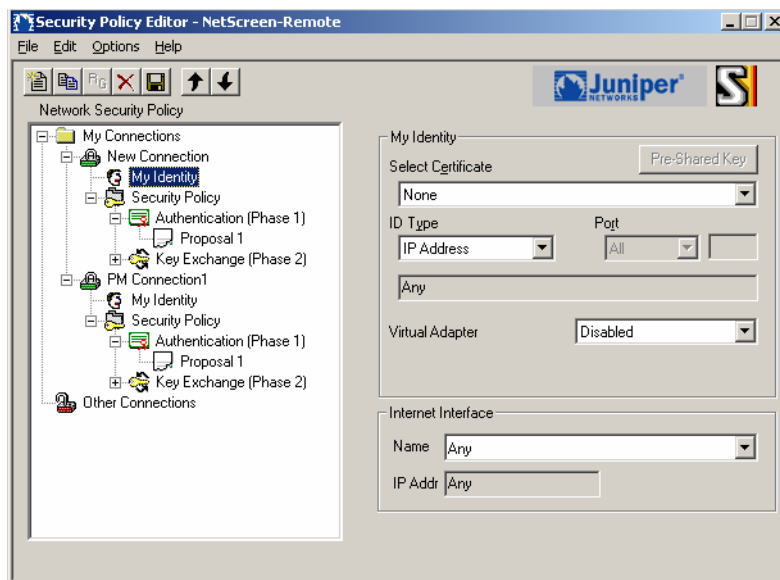 Security Policy Editor - NetScreen-Remote
File Edit Options Help
Juniper
NETWORKS
Network Security Policy
My Connections
New Connection
My Identity
Security Policy
Authentication (Phase 1)
Proposal 1
Key Exchange (Phase 2)
PM Connection1
My Identity
Security Policy
Authentication (Phase 1)
Proposal 1
Key Exchange (Phase 2)
Other Connections
My Identity
Select Certificate
Pre-Shared Key
None
ID Type
Port
IP Address
All
Any
Virtual Adapter
Disabled
Internet Interface
Name
Any
IP Addr
Any